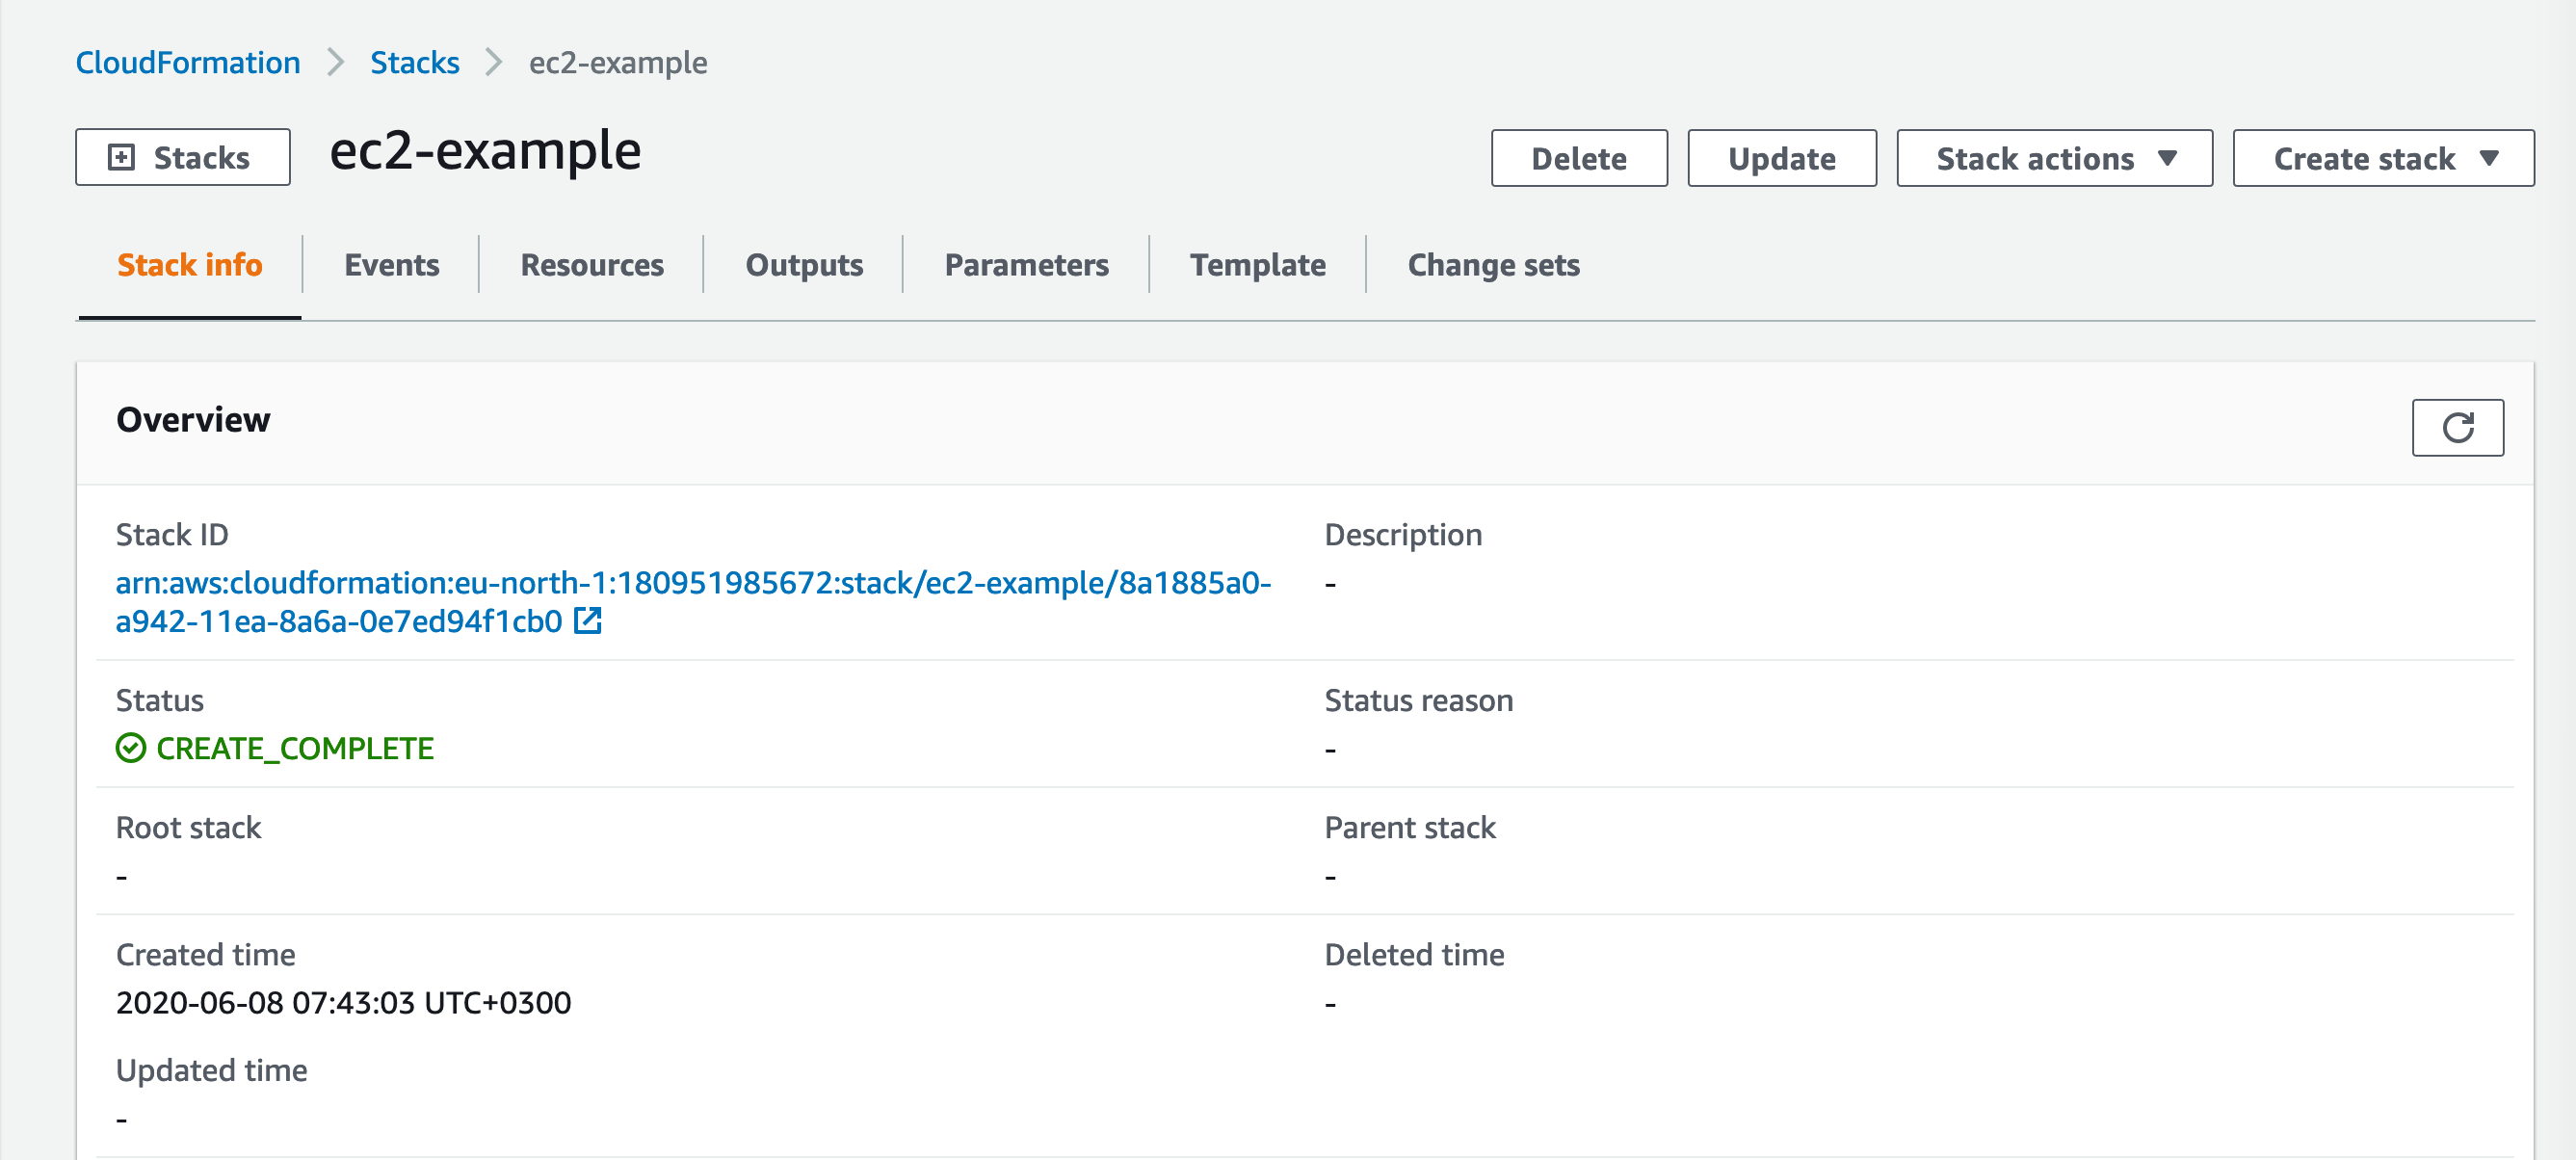 CloudFormation > Stacks > ec2-example
Stacks ec2-example Delete Update Stack actions Create stack
Stack info Events Resources Outputs Parameters Template Change sets
Overview
Stack ID Description
arn:aws:cloudformation:eu-north-1:180951985672:stack/ec2-example/8a1885a0- -
a942-11ea-8a6a-0e7ed94f1cb0
Status Status reason
CREATE_COMPLETE -
Root stack Parent stack
- -
Created time Deleted time
2020-06-08 07:43:03 UTC+0300 -
Updated time
-